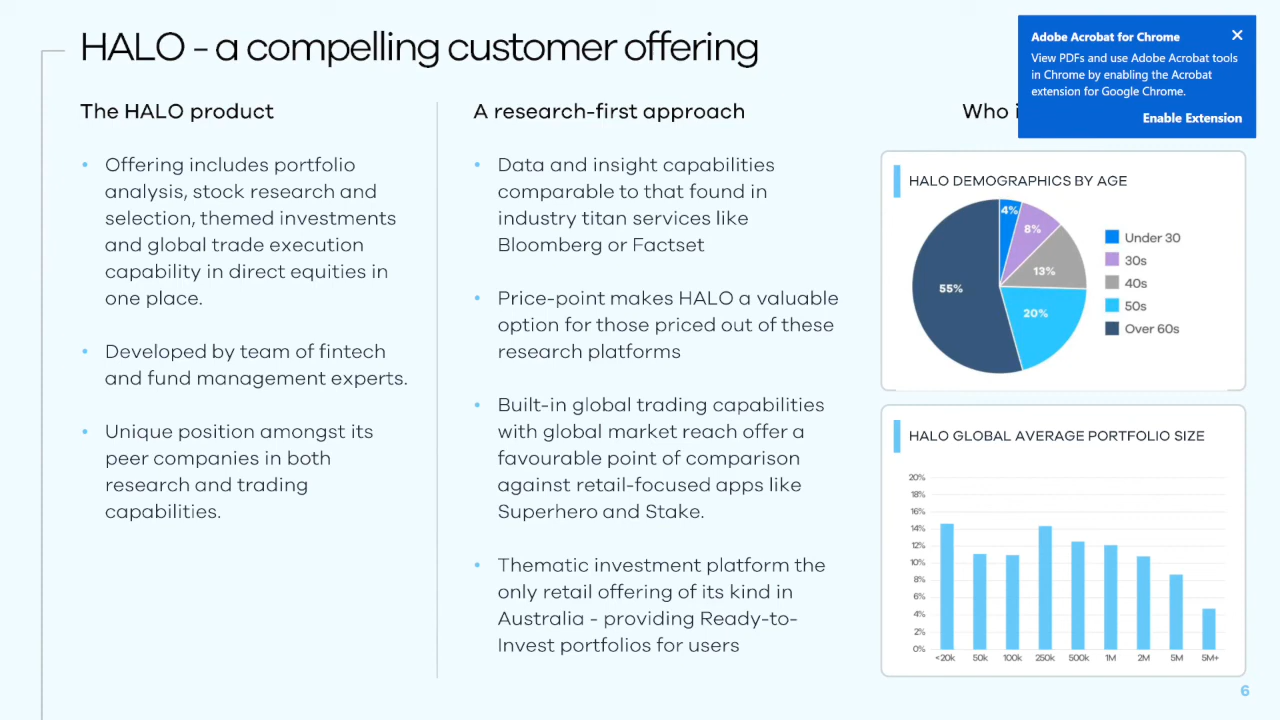 HALO - a compelling customer offering
The HALO product
• Offering includes portfolio
analysis, stock research and
selection, themed investments
and global trade execution
capability in direct equities in
one place.
• Developed by team of fintech
and fund management experts.
• Unique position amongst its
peer companies in both
research and trading
capabilities.
A research-first approach
• Data and insight capabilities
comparable to that found in
industry titan services like
Bloomberg or Factset
• Price-point makes HALO a valuable
option for those priced out of these
research platforms
• Built-in global trading capabilities
with global market reach offer a
favourable point of comparison
against retail-focused apps like
Superhero and Stake.
• Thematic investment platform the
only retail offering of its kind in
Australia - providing Ready-to-
Invest portfolios for users
Who
Adobe Acrobat for Chrome
View PDFs and use Adobe Acrobat tools
in Chrome by enabling the Acrobat
extension for Google Chrome.
Enable Extension
HALO DEMOGRAPHICS BY AGE
4%
8%
13%
20%
55%
Under 30
30s
40s
50s
Over 60s
HALO GLOBAL AVERAGE PORTFOLIO SIZE
20%
18%
16%
14%
12%
10%
8%
6%
4%
2%
0%
<20k 50k 100k 250k 500k 1M 2M 5M 5M+
6